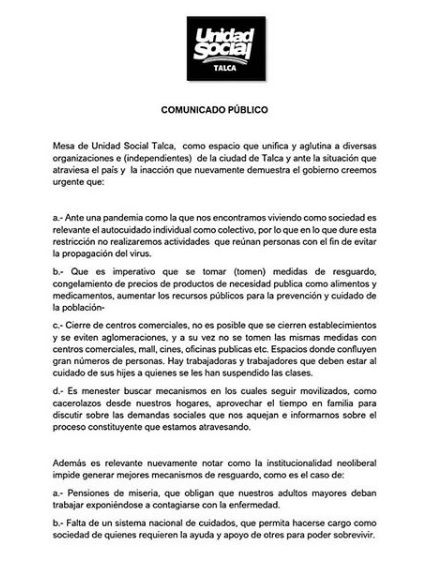 Unidad
Social
TALCA
COMUNICADO PÚBLICO
Mesa de Unidad Social Talca, como espacio que unifica y aglutina a diversas
organizaciones e (independientes) de la ciudad de Talca y ante la situación que
atraviesa el país y la inacción que nuevamente demuestra el gobierno creemos
urgente que:
a.- Ante una pandemia como la que nos encontramos viviendo como sociedad es
relevante el autocuidado individual como colectivo, por lo que en lo que dure esta
restricción no realizaremos actividades que reúnan personas con el fin de evitar
la propagación del virus.
b.- Que es imperativo que se tomar (tomen) medidas de resguardo,
congelamiento de precios de productos de necesidad publica como alimentos y
medicamentos, aumentar los recursos públicos para la prevención y cuidado de
la población-
c.- Cierre de centros comerciales, no es posible que se cierren establecimientos
y se eviten aglomeraciones, y a su vez no se tomen las mismas medidas con
centros comerciales, mall, cines, oficinas publicas etc. Espacios donde confluyen
gran números de personas. Hay trabajadoras y trabajadores que deben estar al
cuidado de sus hijes a quienes se les han suspendido las clases.
d.- Es menester buscar mecanismos en los cuales seguir movilizados, como
cacerolazos desde nuestros hogares, aprovechar el tiempo en familia para
discutir sobre las demandas sociales que nos aquejan e informarnos sobre el
proceso constituyente que estamos atravesando.
Además es relevante nuevamente notar como la institucionalidad neoliberal
impide generar mejores mecanismos de resguardo, como es el caso de:
a.- Pensiones de miseria, que obligan que nuestros adultos mayores deban
trabajar exponiéndose a contagiarse con la enfermedad.
b.- Falta de un sistema nacional de cuidados, que permita hacerse cargo como
sociedad de quienes requieren la ayuda y apoyo de otres para poder sobrevivir.